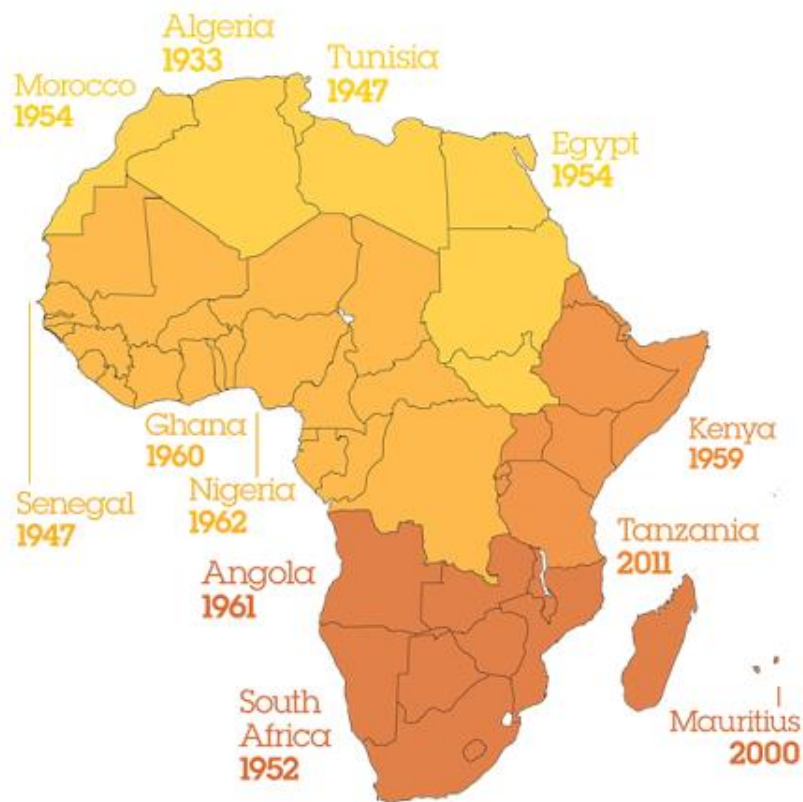 Algeria
1933
Tunisia
1947
Morocco
1954
Egypt
1954
Ghana
1960
Kenya
1959
Senegal
1947
Nigeria
1962
Tanzania
2011
Angola
1961
South
Africa
1952
Mauritius
2000